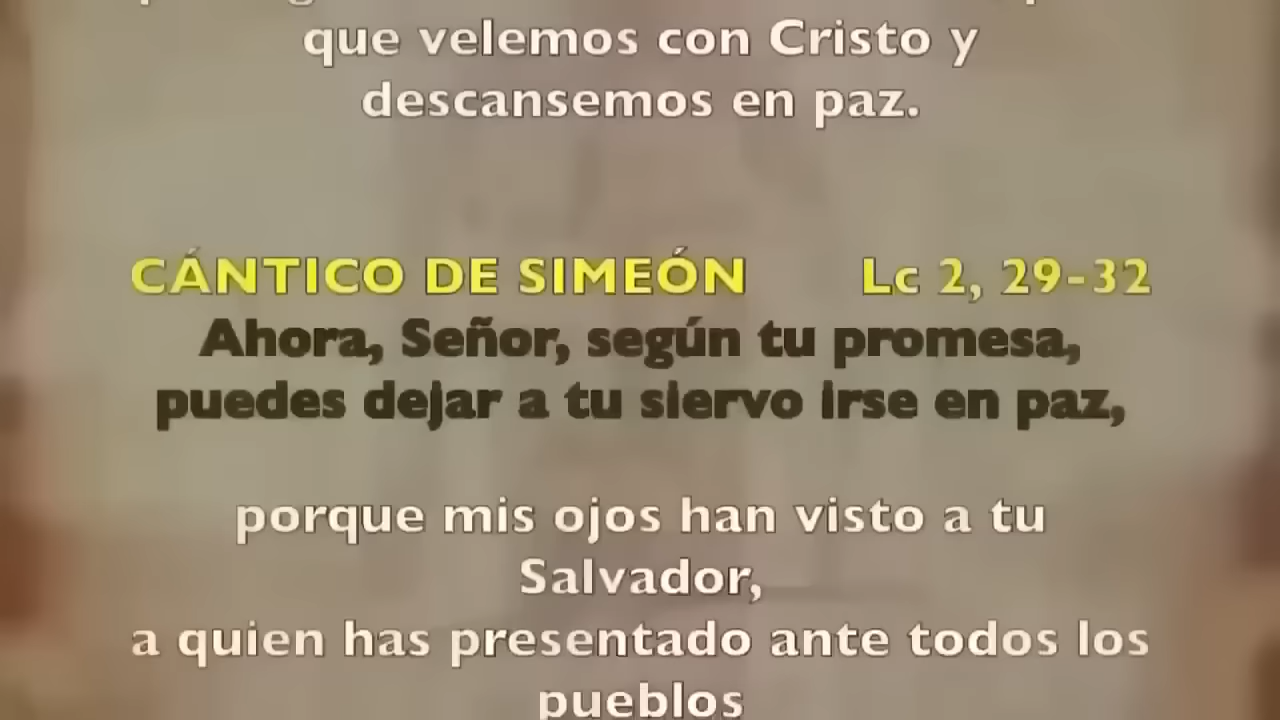 que velemos con Cristo y
descansemos en paz.
CÁNTICO DE SIMEÓN Lc 2, 29-32
Ahora, Señor, según tu promesa,
puedes dejar a tu siervo irse en paz,
porque mis ojos han visto a tu
Salvador,
a quien has presentado ante todos los
pueblos